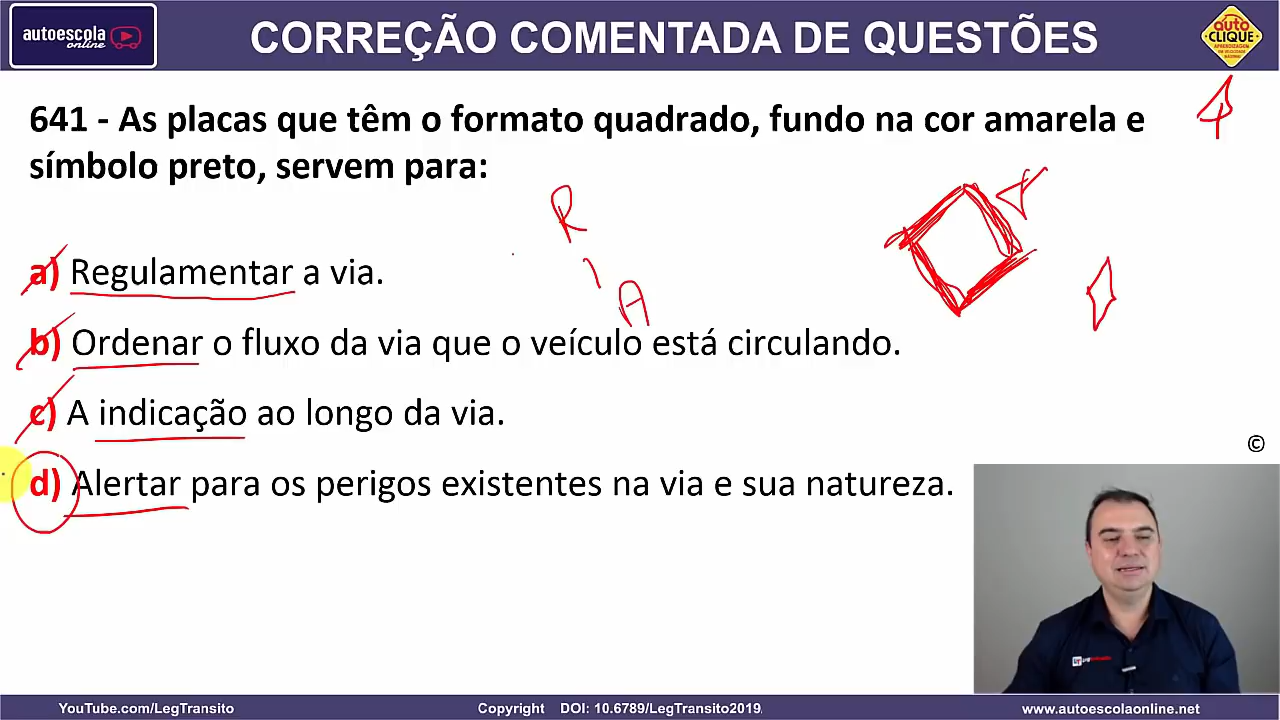 autoescola
online
CORREÇÃO COMENTADA DE QUESTÕES
auto
CLIQUE
641 - As placas que têm o formato quadrado, fundo na cor amarela e
símbolo preto, servem para:
R
A
a) Regulamentar a via.
b) Ordenar o fluxo da via que o veículo está circulando.
c) A indicação ao longo da via.
d) Alertar para os perigos existentes na via e sua natureza.
©
YouTube.com/LegTransito
Copyright DOI: 10.6789/LegTransito2019
www.autoescolaonline.net